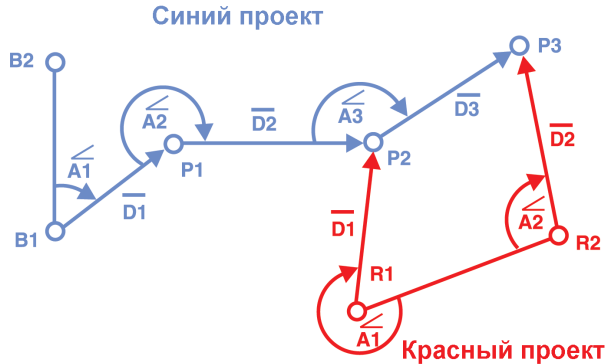 Синий проект
B2
P3
A2
D2
A3
D3
P1
P2
D2
A1
D1
D1
A2
B1
R2
R1
A1
Красный проект